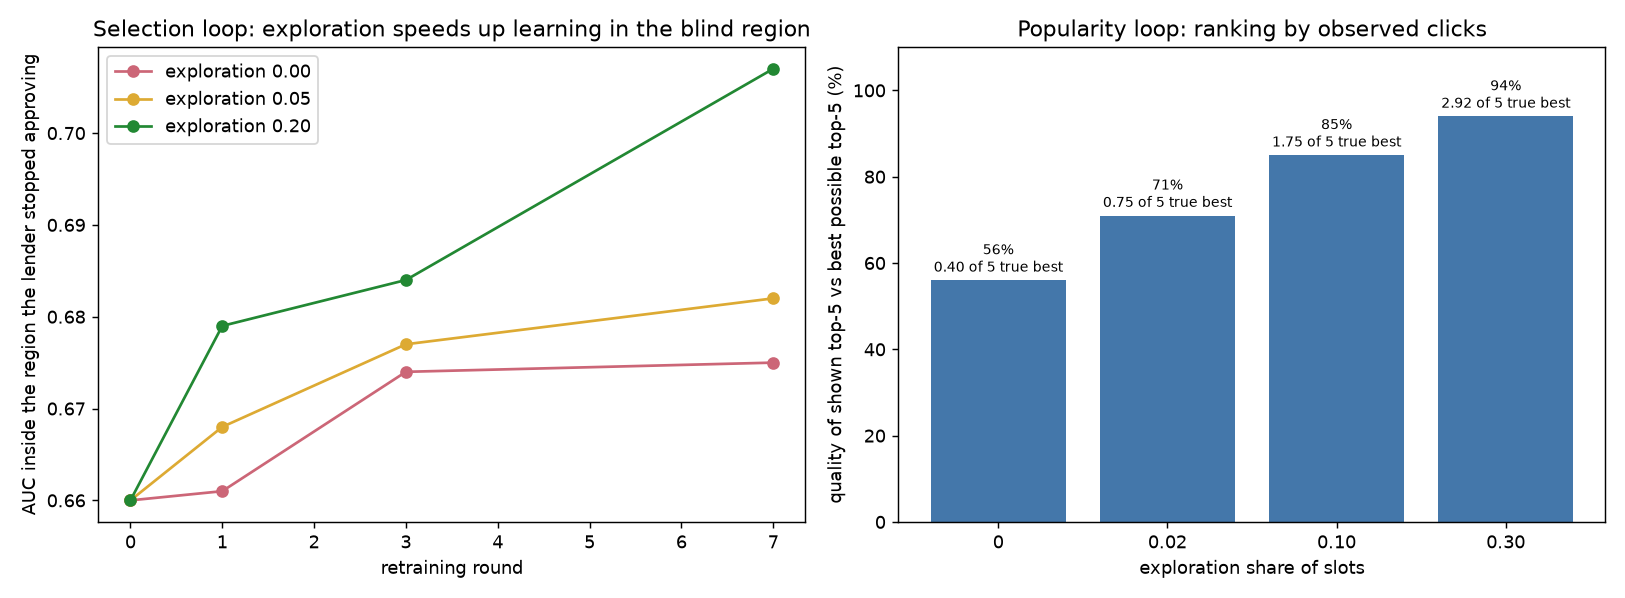 Selection loop: exploration speeds up learning in the blind region
AUC inside the region the lender stopped approving
exploration 0.00
exploration 0.05
exploration 0.20
0.70
0.69
0.68
0.67
0.66
0
1
2
3
4
5
6
7
retraining round
Popularity loop: ranking by observed clicks
quality of shown top-5 vs best possible top-5 (%)
100
80
60
40
20
0
56%
0.40 of 5 true best
71%
0.75 of 5 true best
85%
1.75 of 5 true best
94%
2.92 of 5 true best
0
0.02
0.10
0.30
exploration share of slots